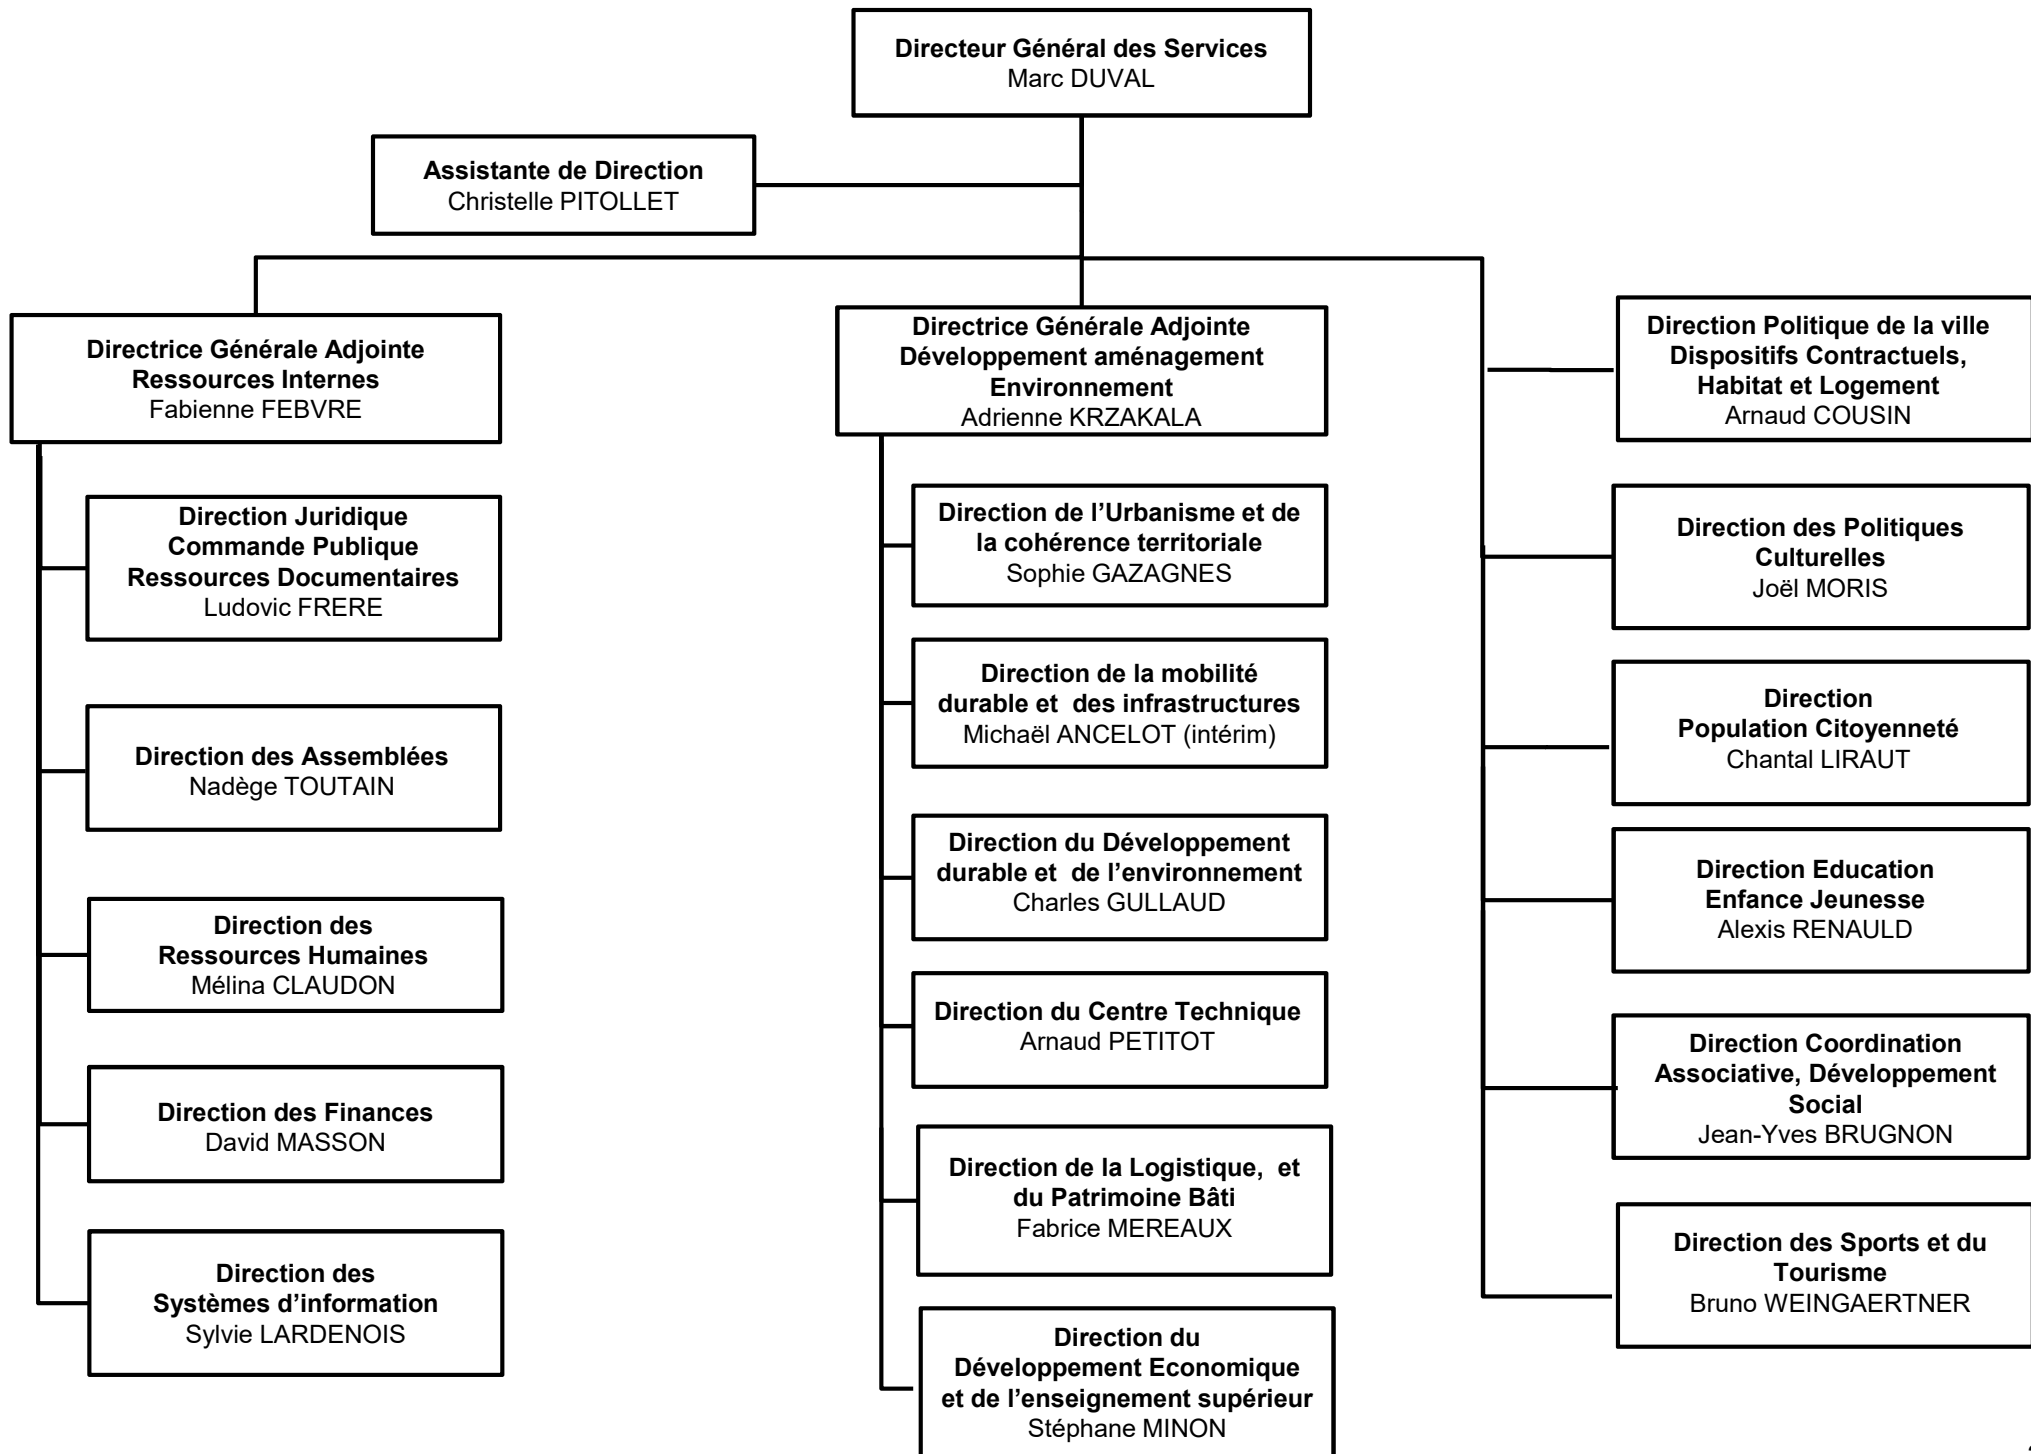 Directeur Général des Services
Marc DUVAL
Assistante de Direction
Christelle PITOLLET
Directrice Générale Adjointe
Ressources Internes
Fabienne FEBVRE
Direction Juridique
Commande Publique
Ressources Documentaires
Ludovic FRERE
Direction des Assemblées
Nadège TOUTAIN
Direction des
Ressources Humaines
Mélina CLAUDON
Direction des Finances
David MASSON
Direction des
Systèmes d’information
Sylvie LARDENOIS
Directrice Générale Adjointe
Développement aménagement
Environnement
Adrienne KRZAKALA
Direction de l’Urbanisme et de
la cohérence territoriale
Sophie GAZAGNES
Direction de la mobilité
durable et des infrastructures
Michaël ANCELOT (intérim)
Direction du Développement
durable et de l’environnement
Charles GULLAUD
Direction du Centre Technique
Arnaud PETITOT
Direction de la Logistique, et
du Patrimoine Bâti
Fabrice MEREAUX
Direction du
Développement Economique
et de l’enseignement supérieur
Stéphane MINON
Direction Politique de la ville
Dispositifs Contractuels,
Habitat et Logement
Arnaud COUSIN
Direction des Politiques
Culturelles
Joël MORIS
Direction
Population Citoyenneté
Chantal LIRAUT
Direction Education
Enfance Jeunesse
Alexis RENAULD
Direction Coordination
Associative, Développement
Social
Jean-Yves BRUGNON
Direction des Sports et du
Tourisme
Bruno WEINGAERTNER